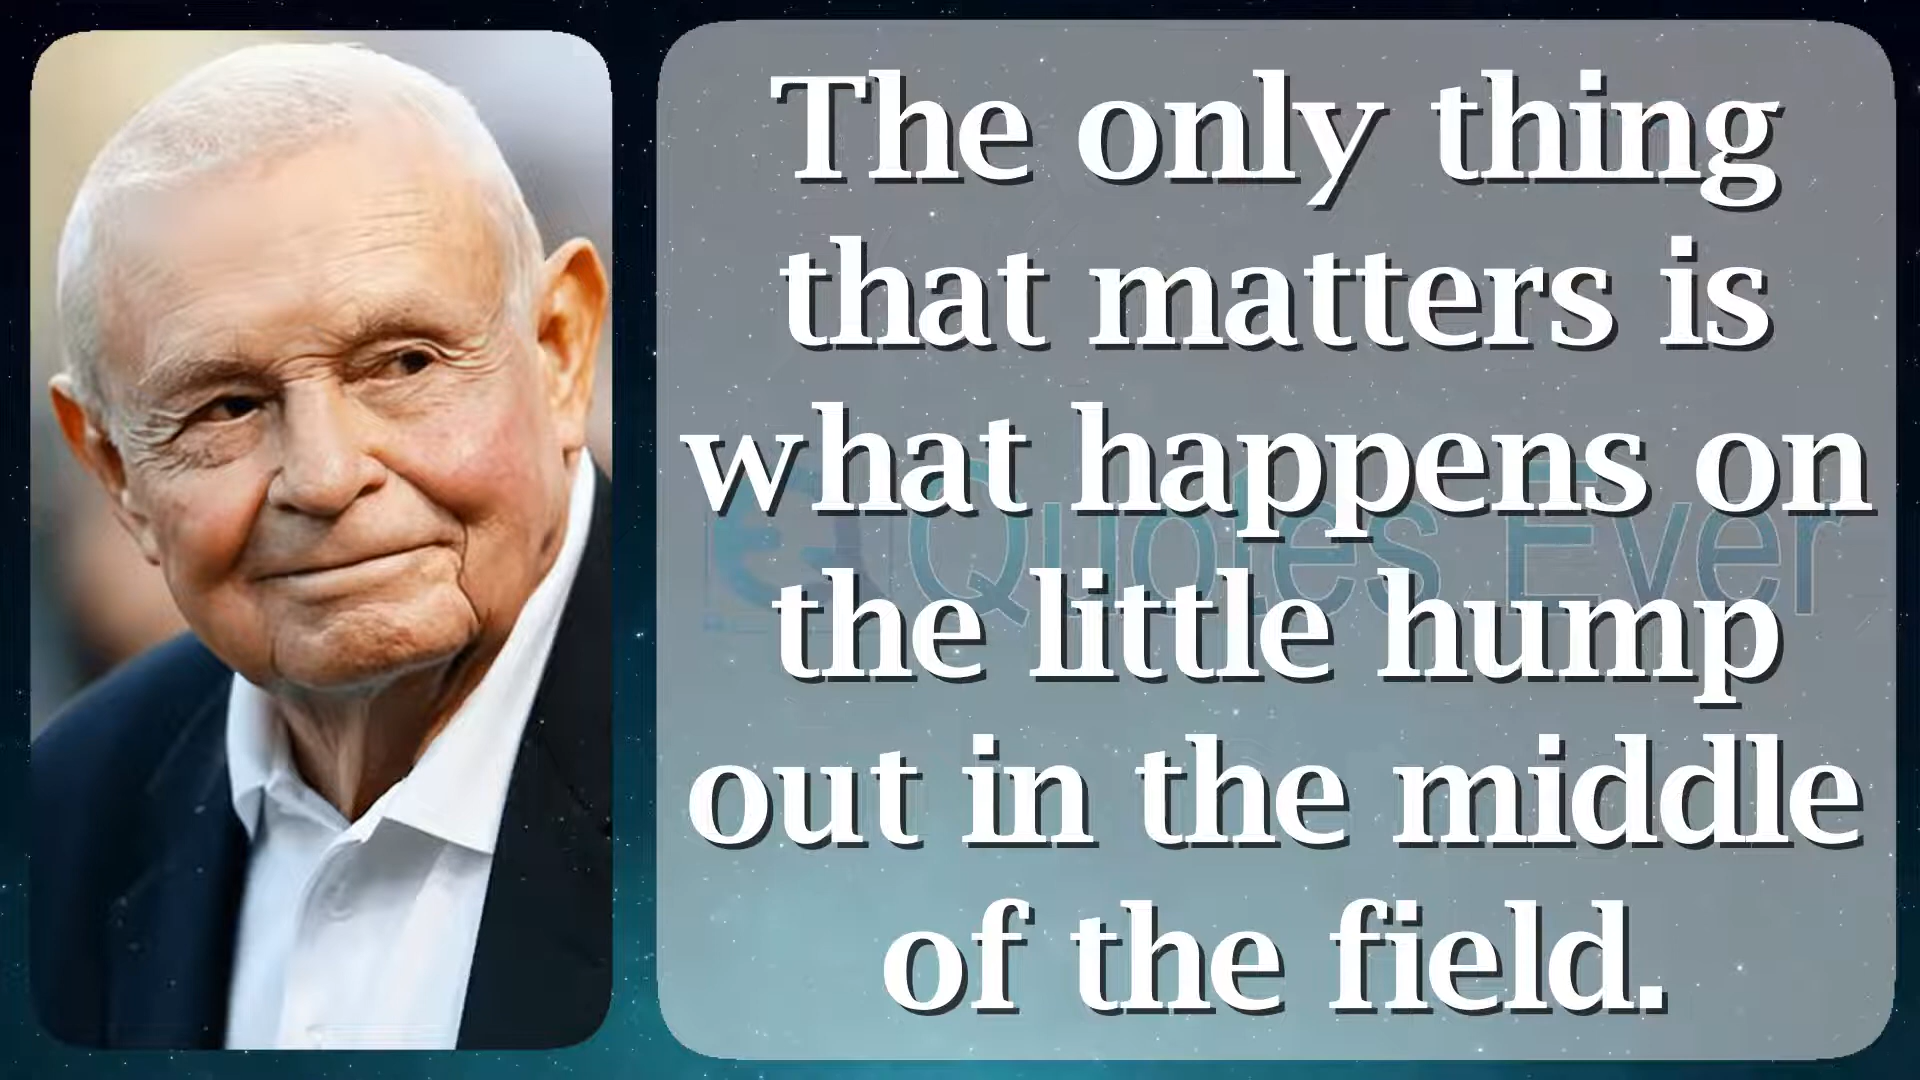 The only thing
that matters is
what happens on
the little hump
out in the middle
of the field.
Quotes Ever